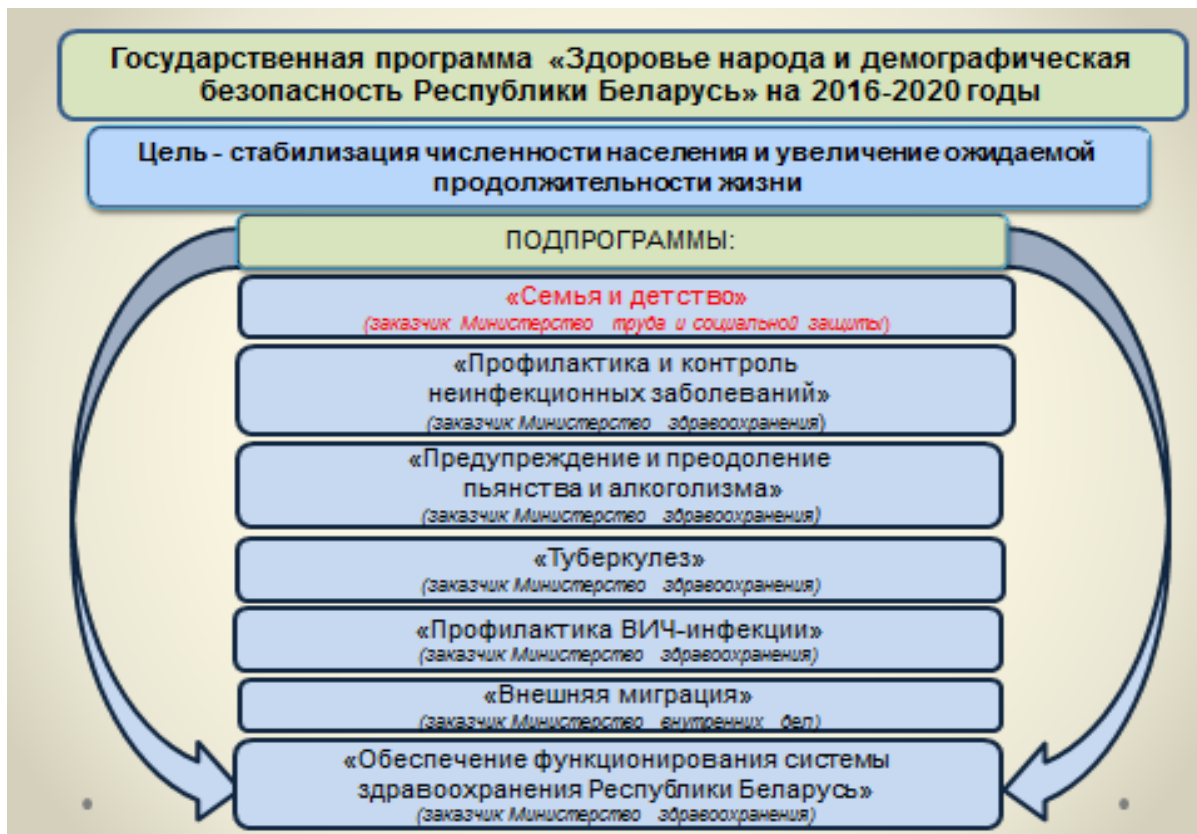 Государственная программа «Здоровье народа и демографическая
безопасность Республики Беларусь» на 2016-2020 годы
Цель - стабилизация численности населения и увеличение ожидаемой
продолжительности жизни
ПОДПРОГРАММЫ:
«Семья и детство»
(заказчик Министерство труда и социальной защиты)
«Профилактика и контроль
неинфекционных заболеваний»
(заказчик Министерство здравоохранения)
«Предупреждение и преодоление
пьянства и алкоголизма»
(заказчик Министерство здравоохранения)
«Туберкулез»
(заказчик Министерство здравоохранения)
«Профилактика ВИЧ-инфекции»
(заказчик Министерство здравоохранения)
«Внешняя миграция»
(заказчик Министерство внутренних дел)
«Обеспечение функционирования системы
здравоохранения Республики Беларусь»
(заказчик Министерство здравоохранения)